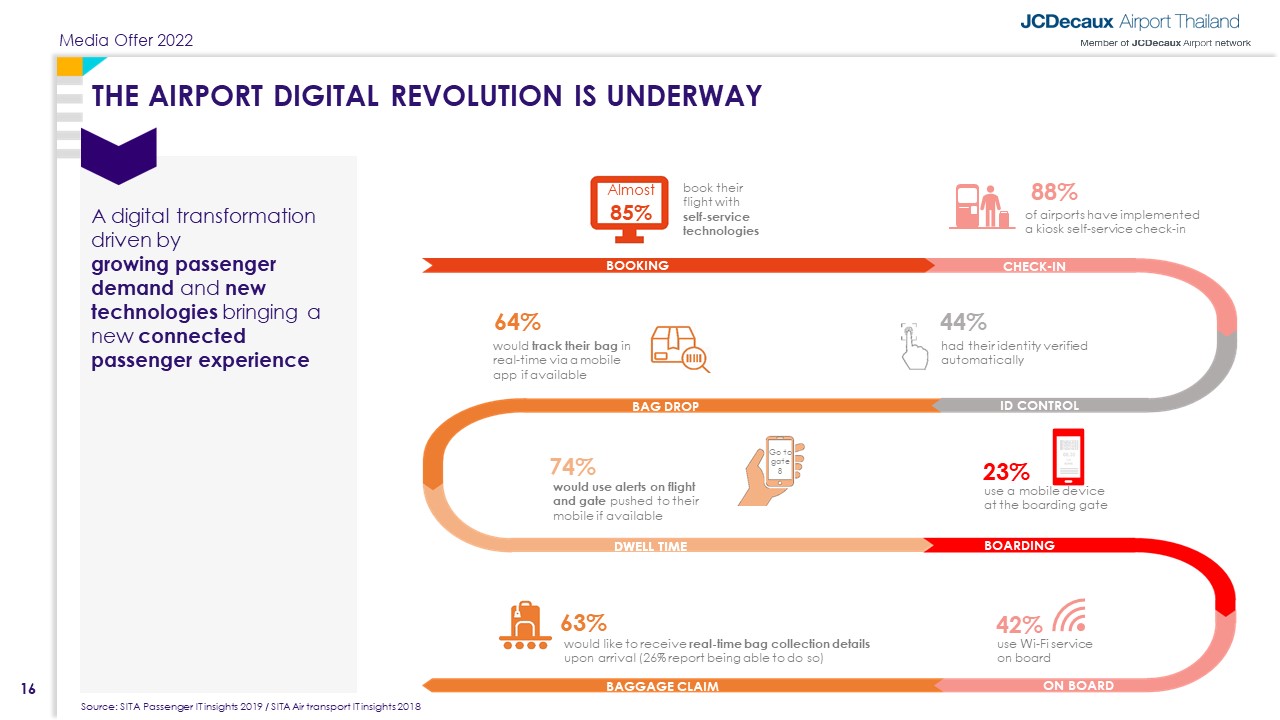 JCDecaux Airport Thailand
Member of JCDecaux Airport network
Media Offer 2022
THE AIRPORT DIGITAL REVOLUTION IS UNDERWAY
A digital transformation
driven by
growing passenger
demand and new
technologies bringing a
new connected
passenger experience
Almost
85%
book their
flight with
self-service
technologies
88%
of airports have implemented
a kiosk self-service check-in
BOOKING
CHECK-IN
64%
would track their bag in
real-time via a mobile
app if available
44%
had their identity verified
automatically
BAG DROP
ID CONTROL
74%
would use alerts on flight
and gate pushed to their
mobile if available
Go to
gate
8
23%
use a mobile device
at the boarding gate
DWELL TIME
BOARDING
63%
would like to receive real-time bag collection details
upon arrival (26% report being able to do so)
42%
use Wi-Fi service
on board
BAGGAGE CLAIM
ON BOARD
16
Source: SITA Passenger IT insights 2019 / SITA Air transport IT insights 2018